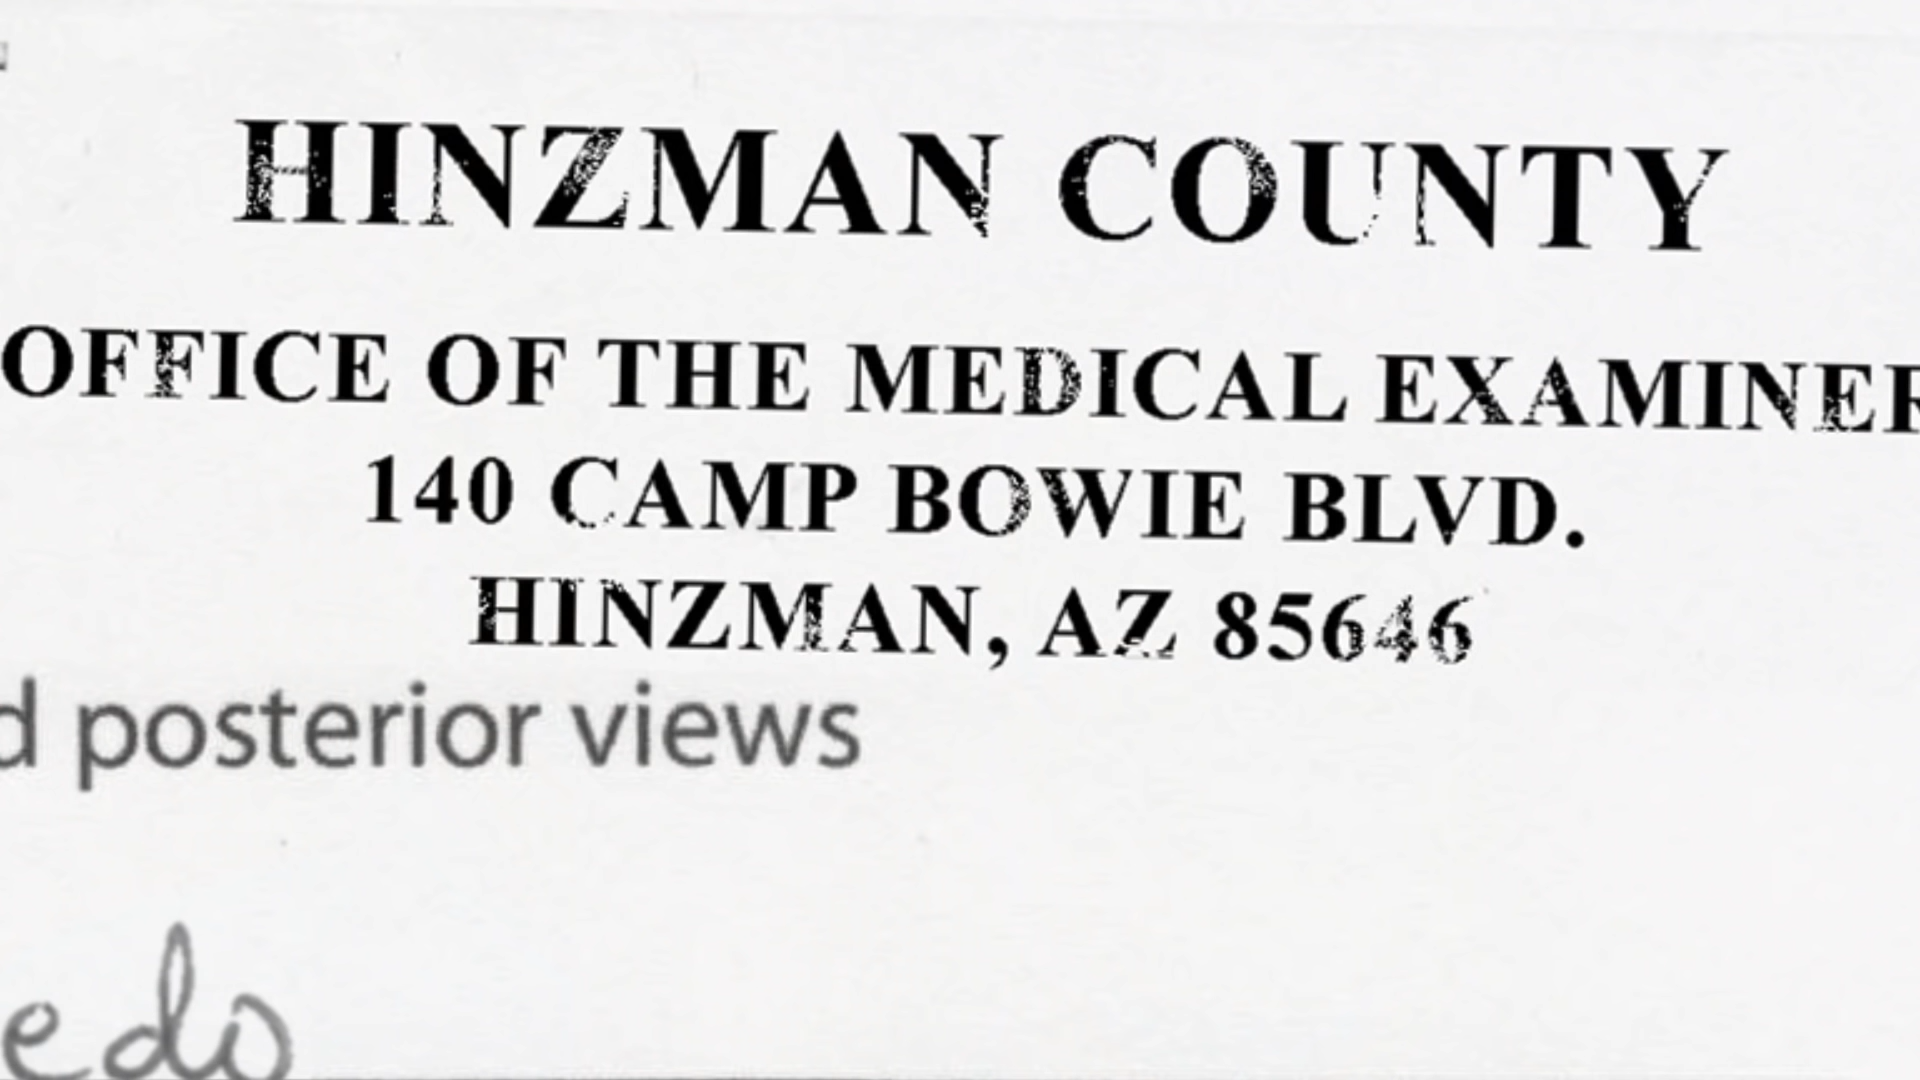 HINZMAN COUNTY
OFFICE OF THE MEDICAL EXAMINER
140 CAMP BOWIE BLVD.
HINZMAN, AZ 85646
posterior views